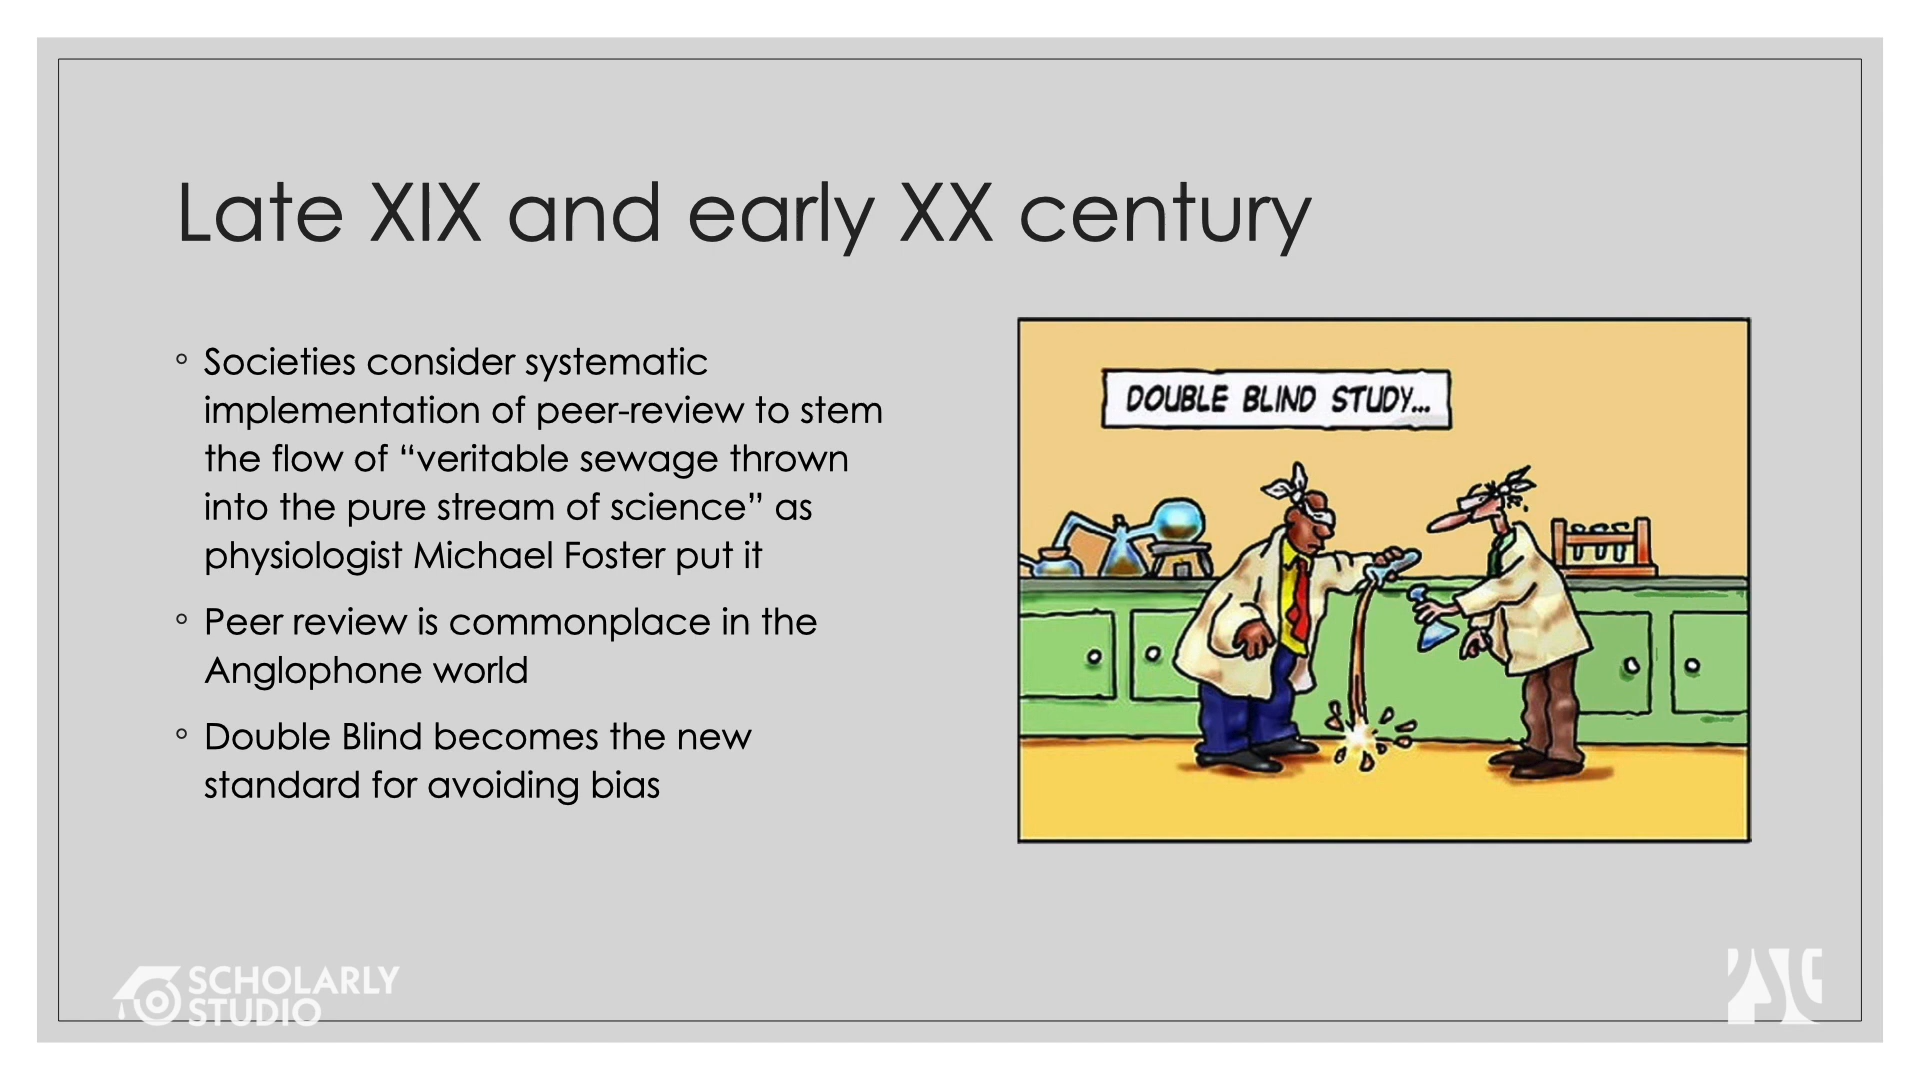 Late XIX and early XX century
◦ Societies consider systematic
implementation of peer-review to stem
the flow of “veritable sewage thrown
into the pure stream of science” as
physiologist Michael Foster put it
◦ Peer review is commonplace in the
Anglophone world
◦ Double Blind becomes the new
standard for avoiding bias
DOUBLE BLIND STUDY...
SCHOLARLY
STUDIO